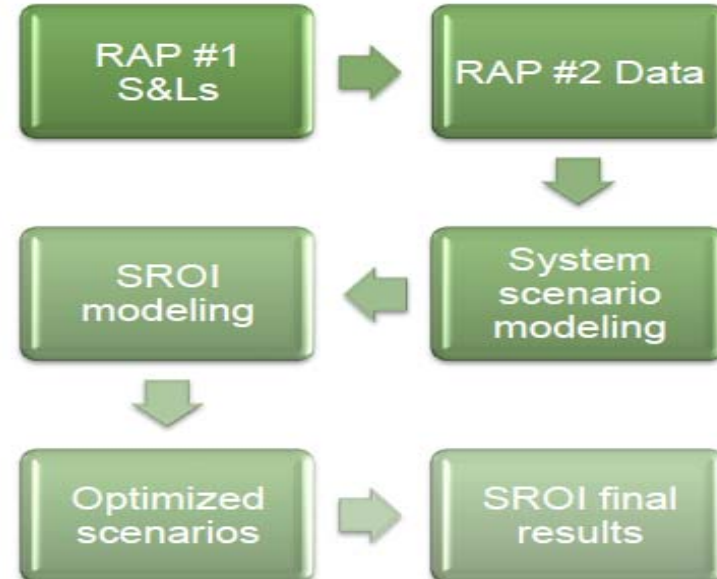 RAP #1
S&Ls
RAP #2 Data
System
scenario
modeling
SROI
modeling
Optimized
scenarios
SROI final
results